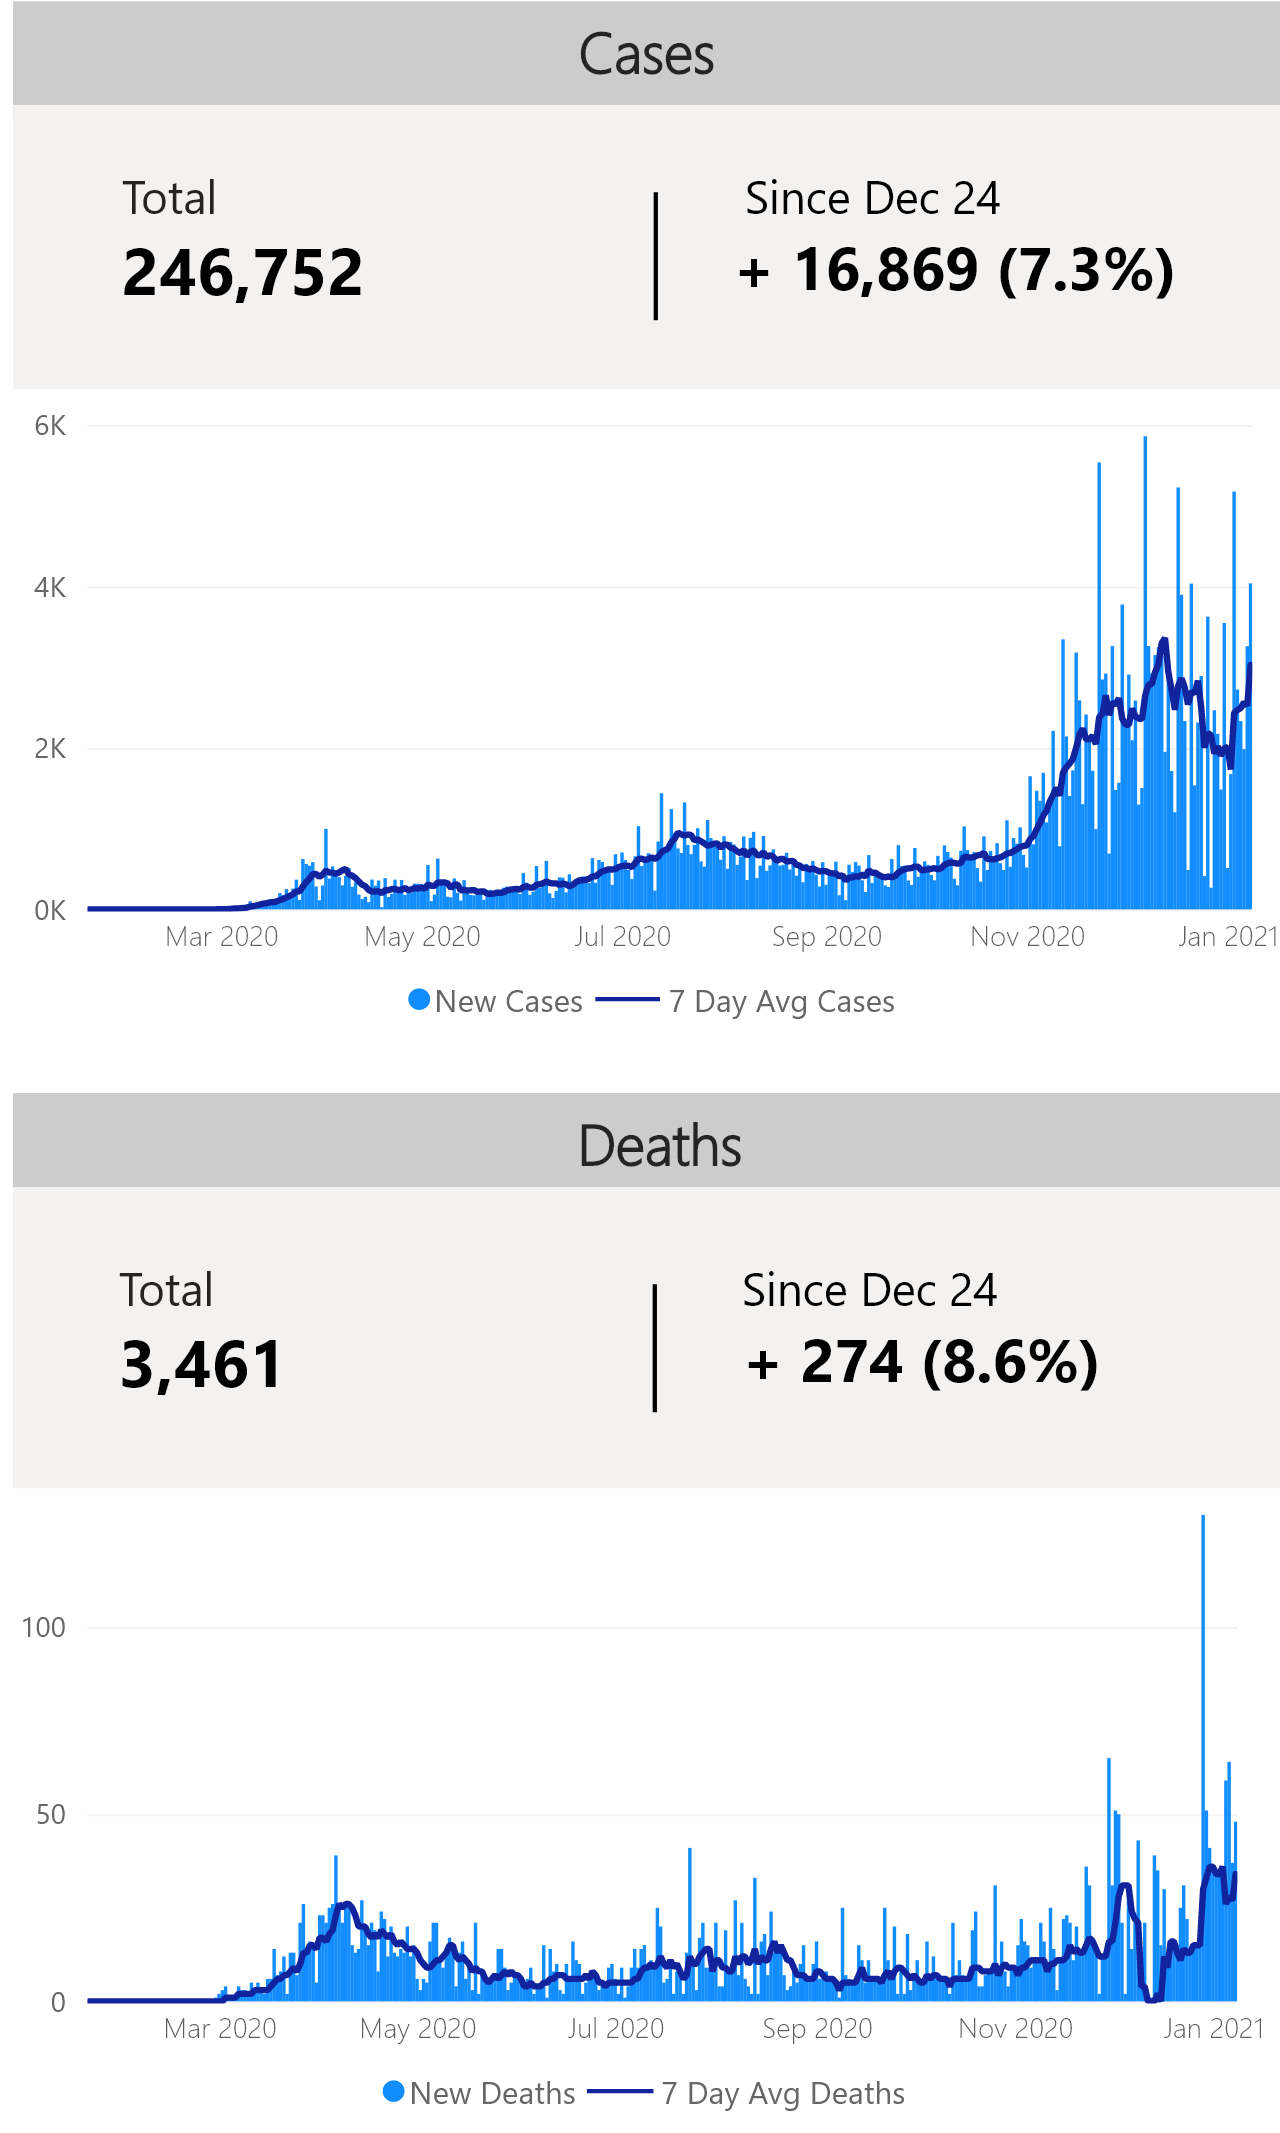 Cases
Total
Since Dec 24
246,752
+ 16,869 (7.3%)
6K
4K
2K
0K
Mar 2020 May 2020 Jul 2020 Sep 2020 Nov 2020 Jan 2021
New Cases 7 Day Avg Cases
Deaths
Total
Since Dec 24
3,461
+ 274 (8.6%)
100
50
0
Mar 2020 May 2020 Jul 2020 Sep 2020 Nov 2020 Jan 2021
New Deaths 7 Day Avg Deaths